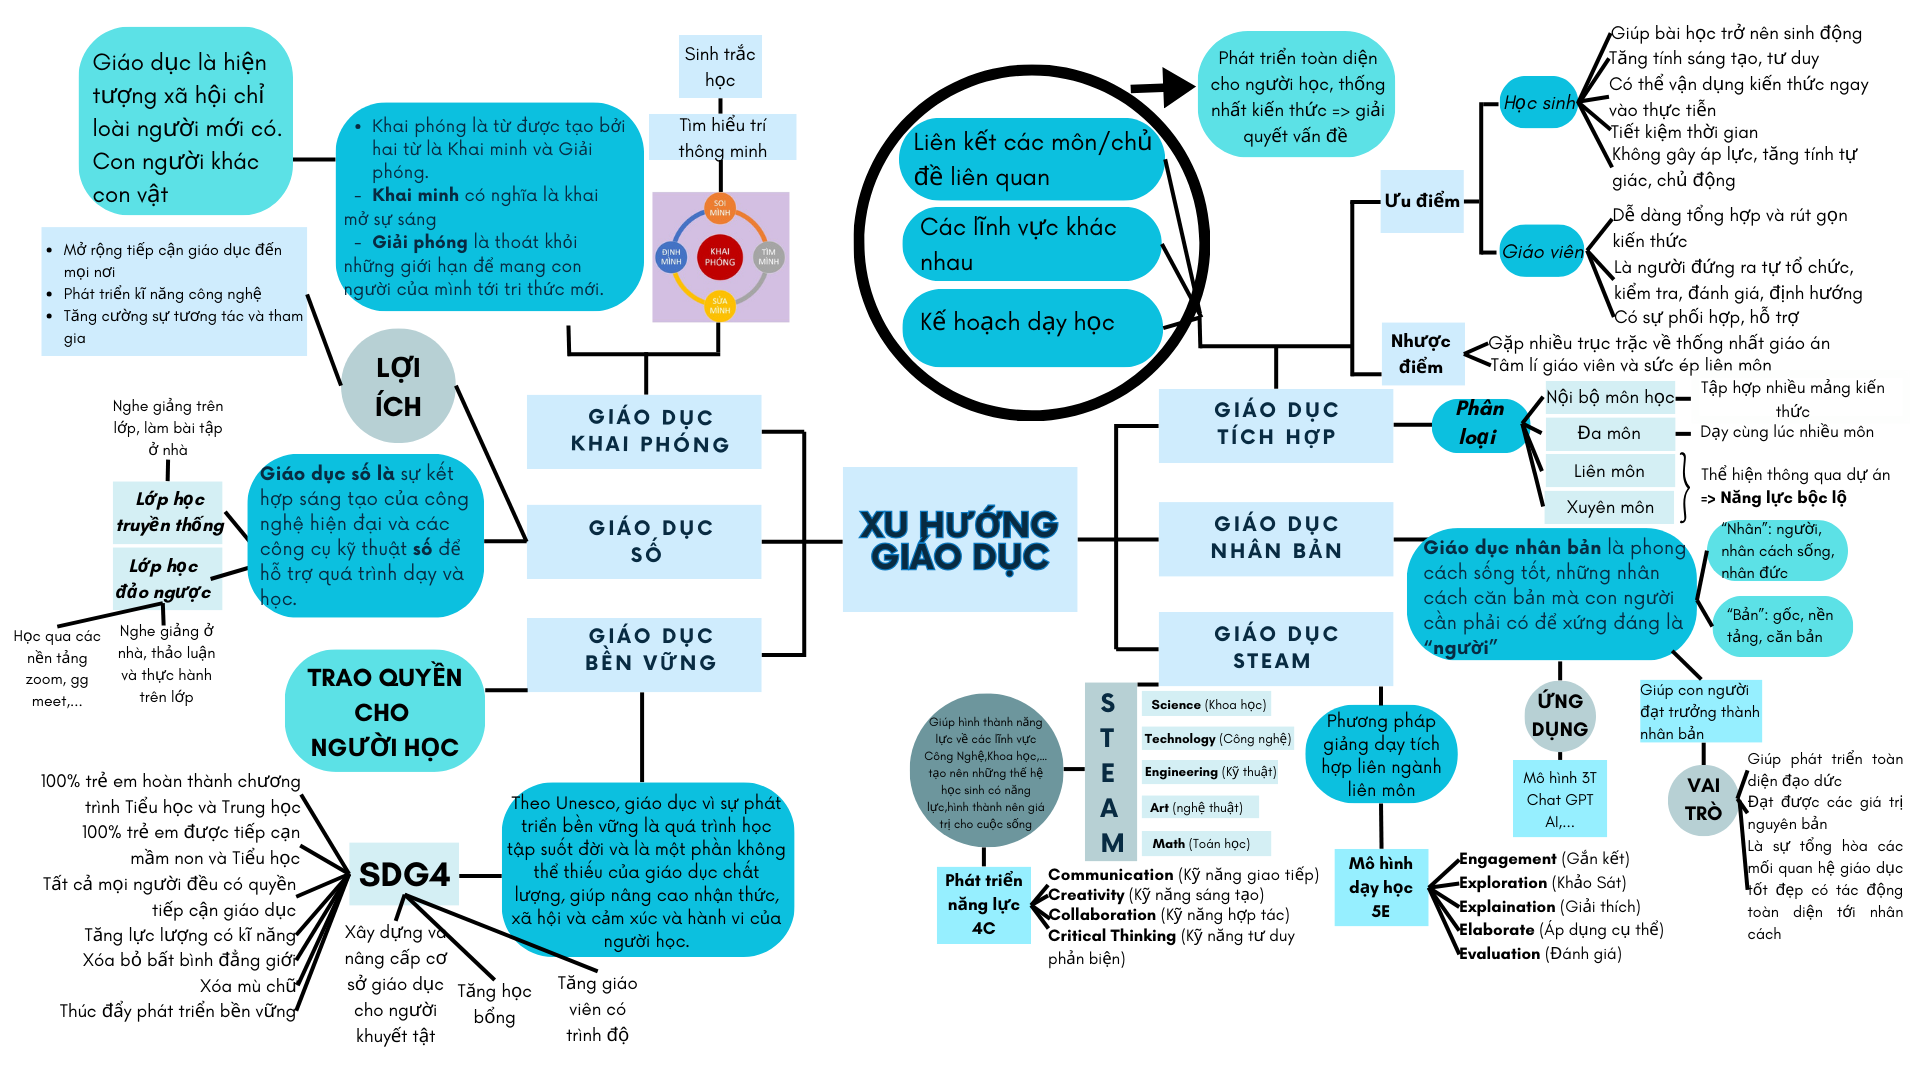 Giáo dục là hiện
tượng xã hội chỉ
loài người mới có.
Con người khác
con vật
• Khai phóng là từ được tạo bởi
hai từ là Khai minh và Giải
phóng.
- Khai minh có nghĩa là khai
mở sự sáng
- Giải phóng là thoát khỏi
những giới hạn để mang con
người của mình tới tri thức mới.
Sinh trắc
học
Tìm hiểu trí
thông minh
SOI
MÌNH
ĐỊNH
MÌNH
KHAI
PHÓNG
TÌM
MÌNH
SỬA
MÌNH
GIÁO DỤC
KHAI PHÓNG
• Mở rộng tiếp cận giáo dục đến
mọi nơi
• Phát triển kĩ năng công nghệ
• Tăng cường sự tương tác và tham
gia
LỢI
ÍCH
Nghe giảng trên
lớp, làm bài tập
ở nhà
Lớp học
truyền thống
Lớp học
đảo ngược
Học qua các
nền tảng
zoom, gg
meet,...
Nghe giảng ở
nhà, thảo luận
và thực hành
trên lớp
Giáo dục số là sự kết
hợp sáng tạo của công
nghệ hiện đại và các
công cụ kỹ thuật số để
hỗ trợ quá trình dạy và
học.
GIÁO DỤC
SỐ
GIÁO DỤC
BỀN VỮNG
TRAO QUYỀN
CHO
NGƯỜI HỌC
Theo Unesco, giáo dục vì sự phát
triển bền vững là quá trình học
tập suốt đời và là một phần không
thể thiếu của giáo dục chất
lượng, giúp nâng cao nhận thức,
xã hội và cảm xúc và hành vi của
người học.
SDG4
100% trẻ em hoàn thành chương
trình Tiểu học và Trung học
100% trẻ em được tiếp cạn
mầm non và Tiểu học
Tất cả mọi người đều có quyền
tiếp cận giáo dục
Tăng lực lượng có kĩ năng
Xóa bỏ bất bình đẳng giới
Xóa mù chữ
Thúc đẩy phát triển bền vững
Xây dựng và
nâng cấp cơ
sở giáo dục
cho người
khuyết tật
Tăng học
bổng
Tăng giáo
viên có
trình độ
XU HƯỚNG
GIÁO DỤC
Liên kết các môn/chủ
đề liên quan
Các lĩnh vực khác
nhau
Kế hoạch dạy học
Phát triển toàn diện
cho người học, thống
nhất kiến thức => giải
quyết vấn đề
Ưu điểm
Học sinh
Giúp bài học trở nên sinh động
Tăng tính sáng tạo, tư duy
Có thể vận dụng kiến thức ngay
vào thực tiễn
Tiết kiệm thời gian
Không gây áp lực, tăng tính tự
giác, chủ động
Giáo viên
Dễ dàng tổng hợp và rút gọn
kiến thức
Là người đứng ra tự tổ chức,
kiểm tra, đánh giá, định hướng
Có sự phối hợp, hỗ trợ
Nhược
điểm
Gặp nhiều trục trặc về thống nhất giáo án
Tâm lí giáo viên và sức ép liên môn
GIÁO DỤC
TÍCH HỢP
Phân
loại
Nội bộ môn học
Tập hợp nhiều mảng kiến
thức
Đa môn
Dạy cùng lúc nhiều môn
Liên môn
Xuyên môn
Thể hiện thông qua dự án
=> Năng lực bộc lộ
GIÁO DỤC
NHÂN BẢN
Giáo dục nhân bản là phong
cách sống tốt, những nhân
cách căn bản mà con người
cần phải có để xứng đáng là
“người”
“Nhân”: người,
nhân cách sống,
nhân đức
“Bản”: gốc, nền
tảng, căn bản
ỨNG
DỤNG
Mô hình 3T
Chat GPT
AI,...
Giúp con người
đạt trưởng thành
nhân bản
VAI
TRÒ
Giúp phát triển toàn
diện đạo dức
Đạt được các giá trị
nguyên bản
Là sự tổng hòa các
mối quan hệ giáo dục
tốt đẹp có tác động
toàn diện tới nhân
cách
GIÁO DỤC
STEAM
S
T
E
A
M
Science (Khoa học)
Technology (Công nghệ)
Engineering (Kỹ thuật)
Art (nghệ thuật)
Math (Toán học)
Giúp hình thành năng
lực về các lĩnh vực
Công Nghệ,Khoa học,...
tạo nên những thế hệ
học sinh có năng
lực,hình thành nên giá
trị cho cuộc sống
Phát triển
năng lực
4C
Communication (Kỹ năng giao tiếp)
Creativity (Kỹ năng sáng tạo)
Collaboration (Kỹ năng hợp tác)
Critical Thinking (Kỹ năng tư duy
phản biện)
Phương pháp
giảng dạy tích
hợp liên ngành
liên môn
Mô hình
dạy học
5E
Engagement (Gắn kết)
Exploration (Khảo Sát)
Explaination (Giải thích)
Elaborate (Áp dụng cụ thể)
Evaluation (Đánh giá)